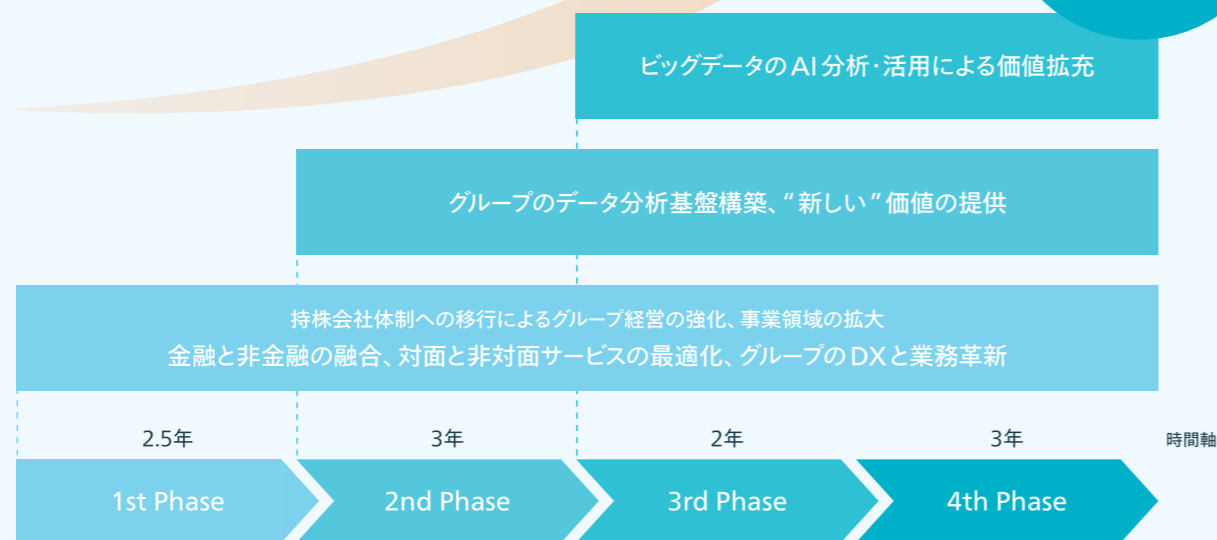 ビッグデータのAI分析・活用による価値拡充
グループのデータ分析基盤構築、“新しい”価値の提供
持株会社体制への移行によるグループ経営の強化、事業領域の拡大
金融と非金融の融合、対面と非対面サービスの最適化、グループのDXと業務革新
2.5年
3年
2年
3年
時間軸
1st Phase
2nd Phase
3rd Phase
4th Phase